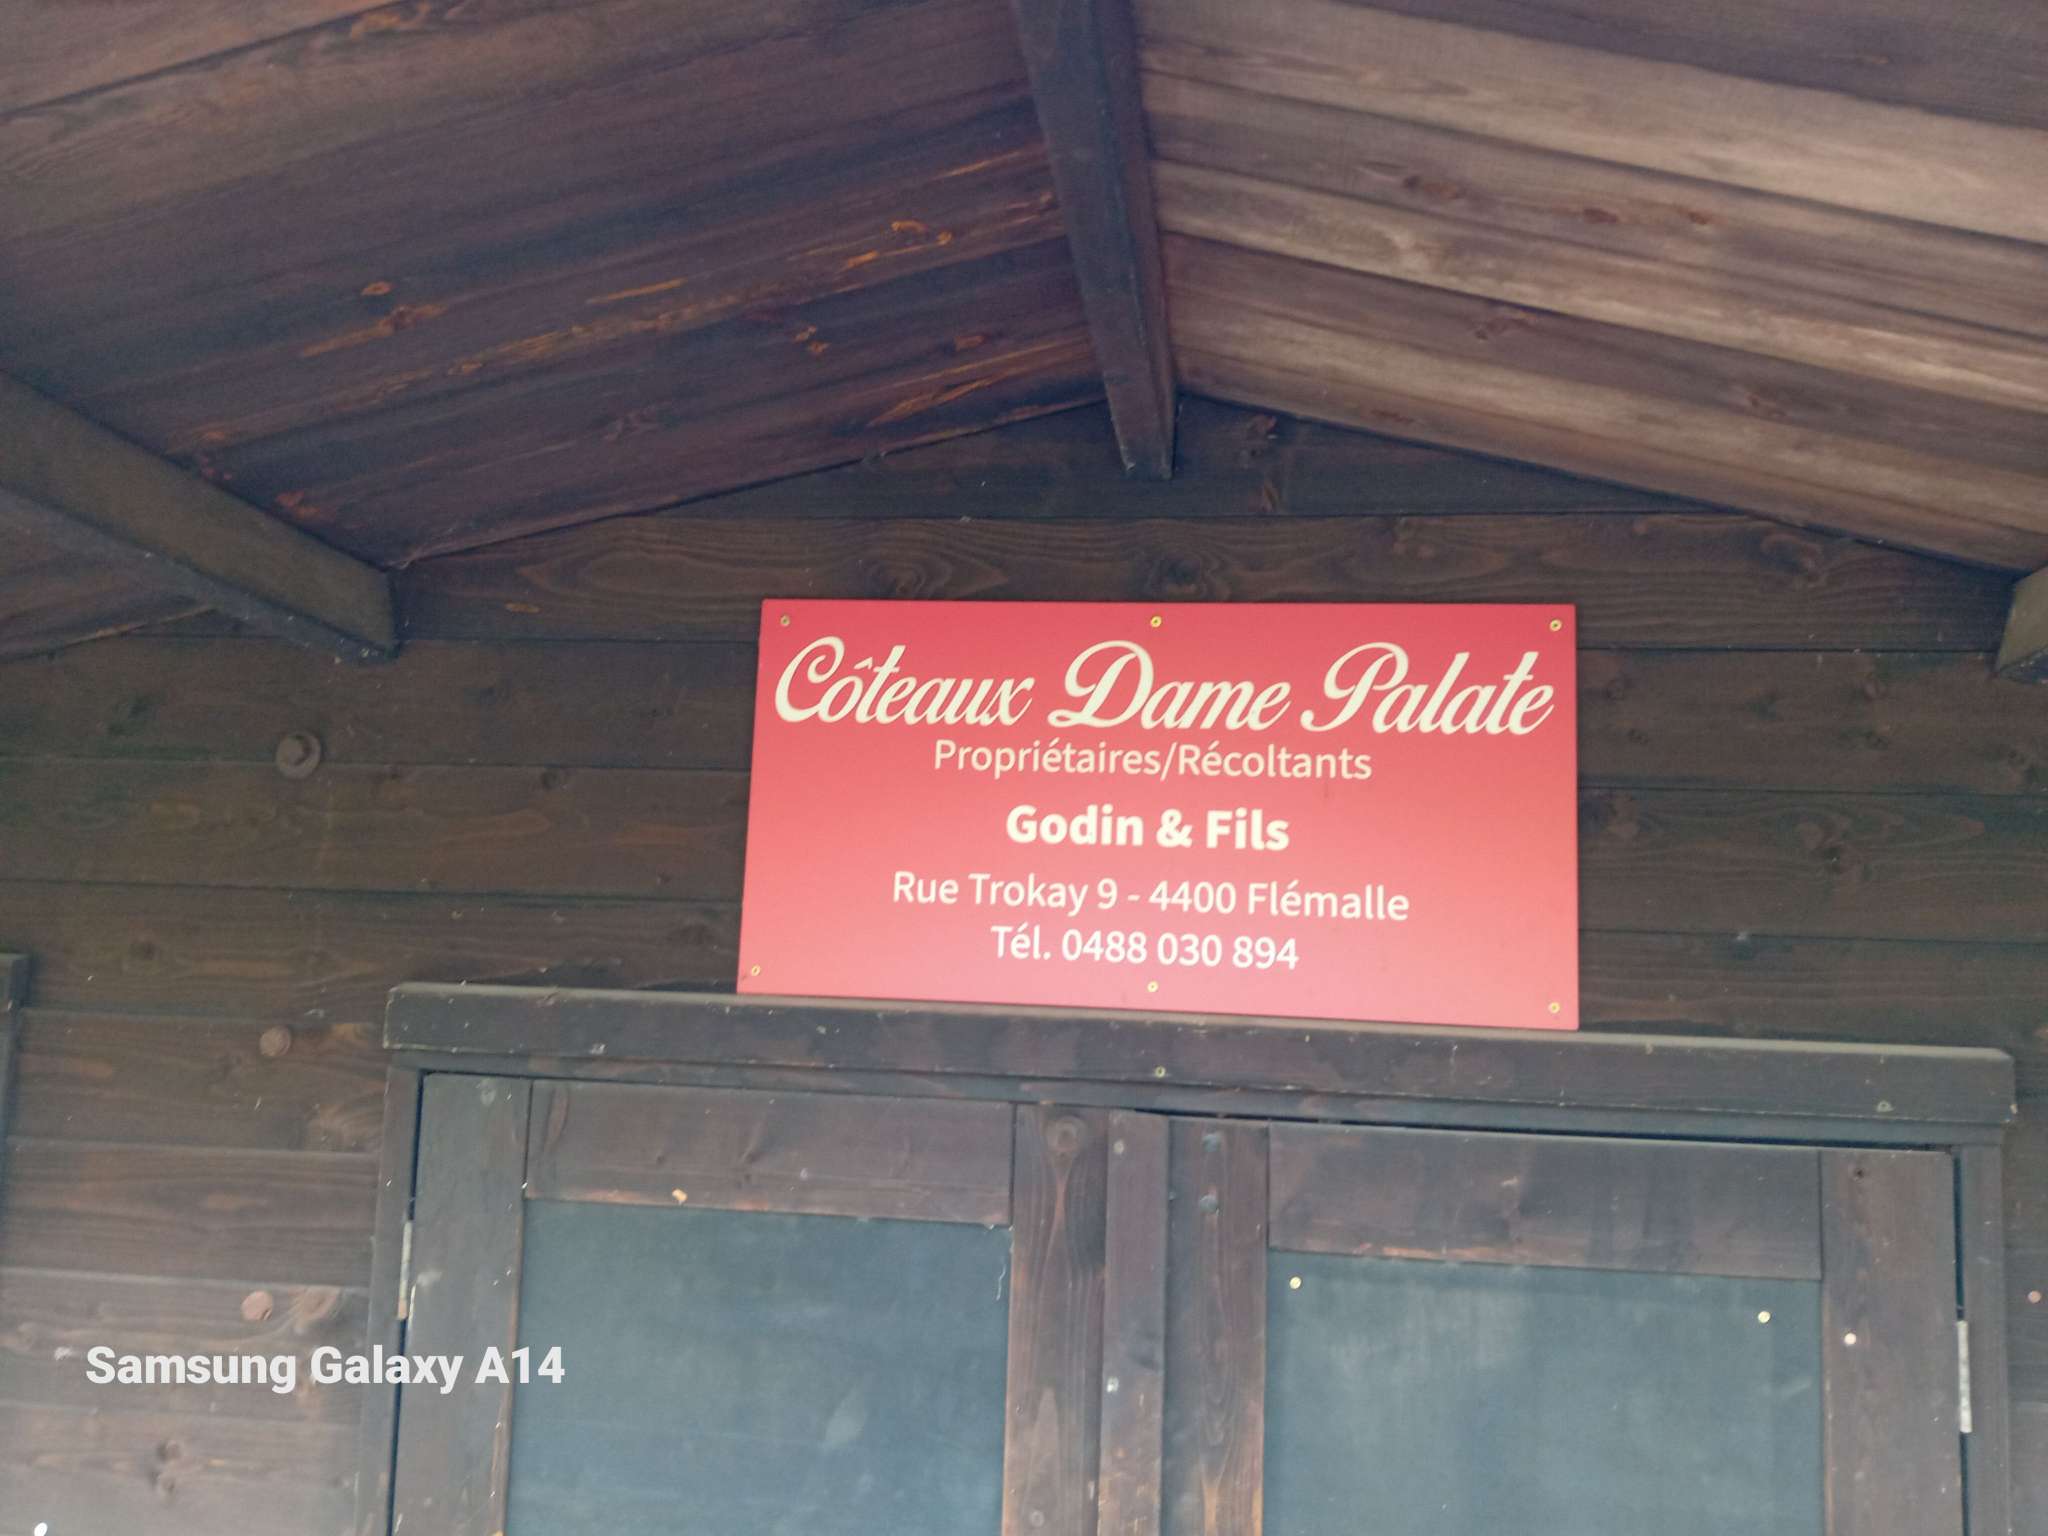 Côteaux Dame Palate
Propriétaires/Récoltants
Godin & Fils
Rue Trokay 9 - 4400 Flémalle
Tél. 0488 030 894
Samsung Galaxy A14